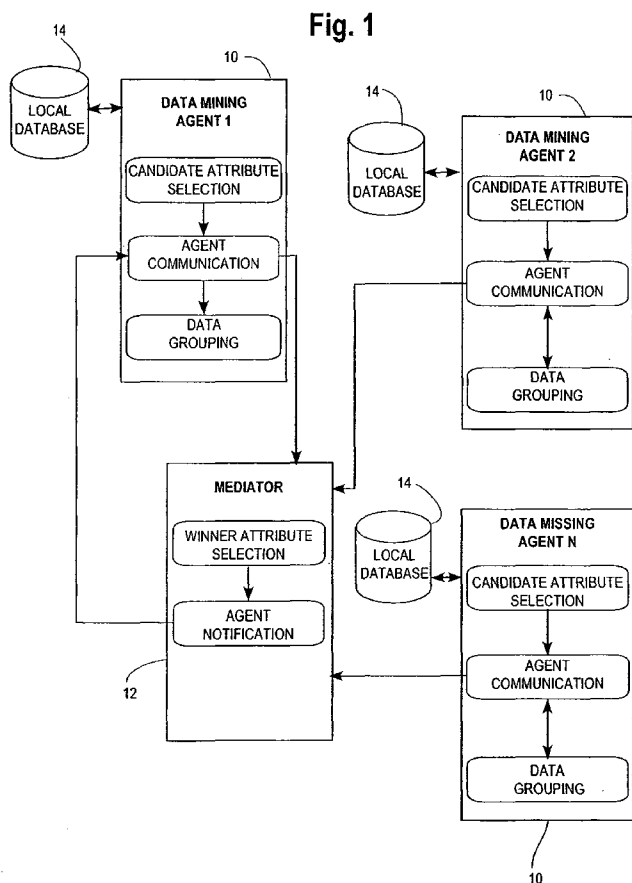 Fig. 1
14
10
LOCAL
DATABASE
DATA MINING
AGENT 1
CANDIDATE ATTRIBUTE
SELECTION
AGENT
COMMUNICATION
DATA
GROUPING
14
10
LOCAL
DATABASE
DATA MINING
AGENT 2
CANDIDATE ATTRIBUTE
SELECTION
AGENT
COMMUNICATION
DATA
GROUPING
MEDIATOR
WINNER ATTRIBUTE
SELECTION
AGENT
NOTIFICATION
12
14
LOCAL
DATABASE
DATA MISSING
AGENT N
CANDIDATE ATTRIBUTE
SELECTION
AGENT
COMMUNICATION
DATA
GROUPING
10